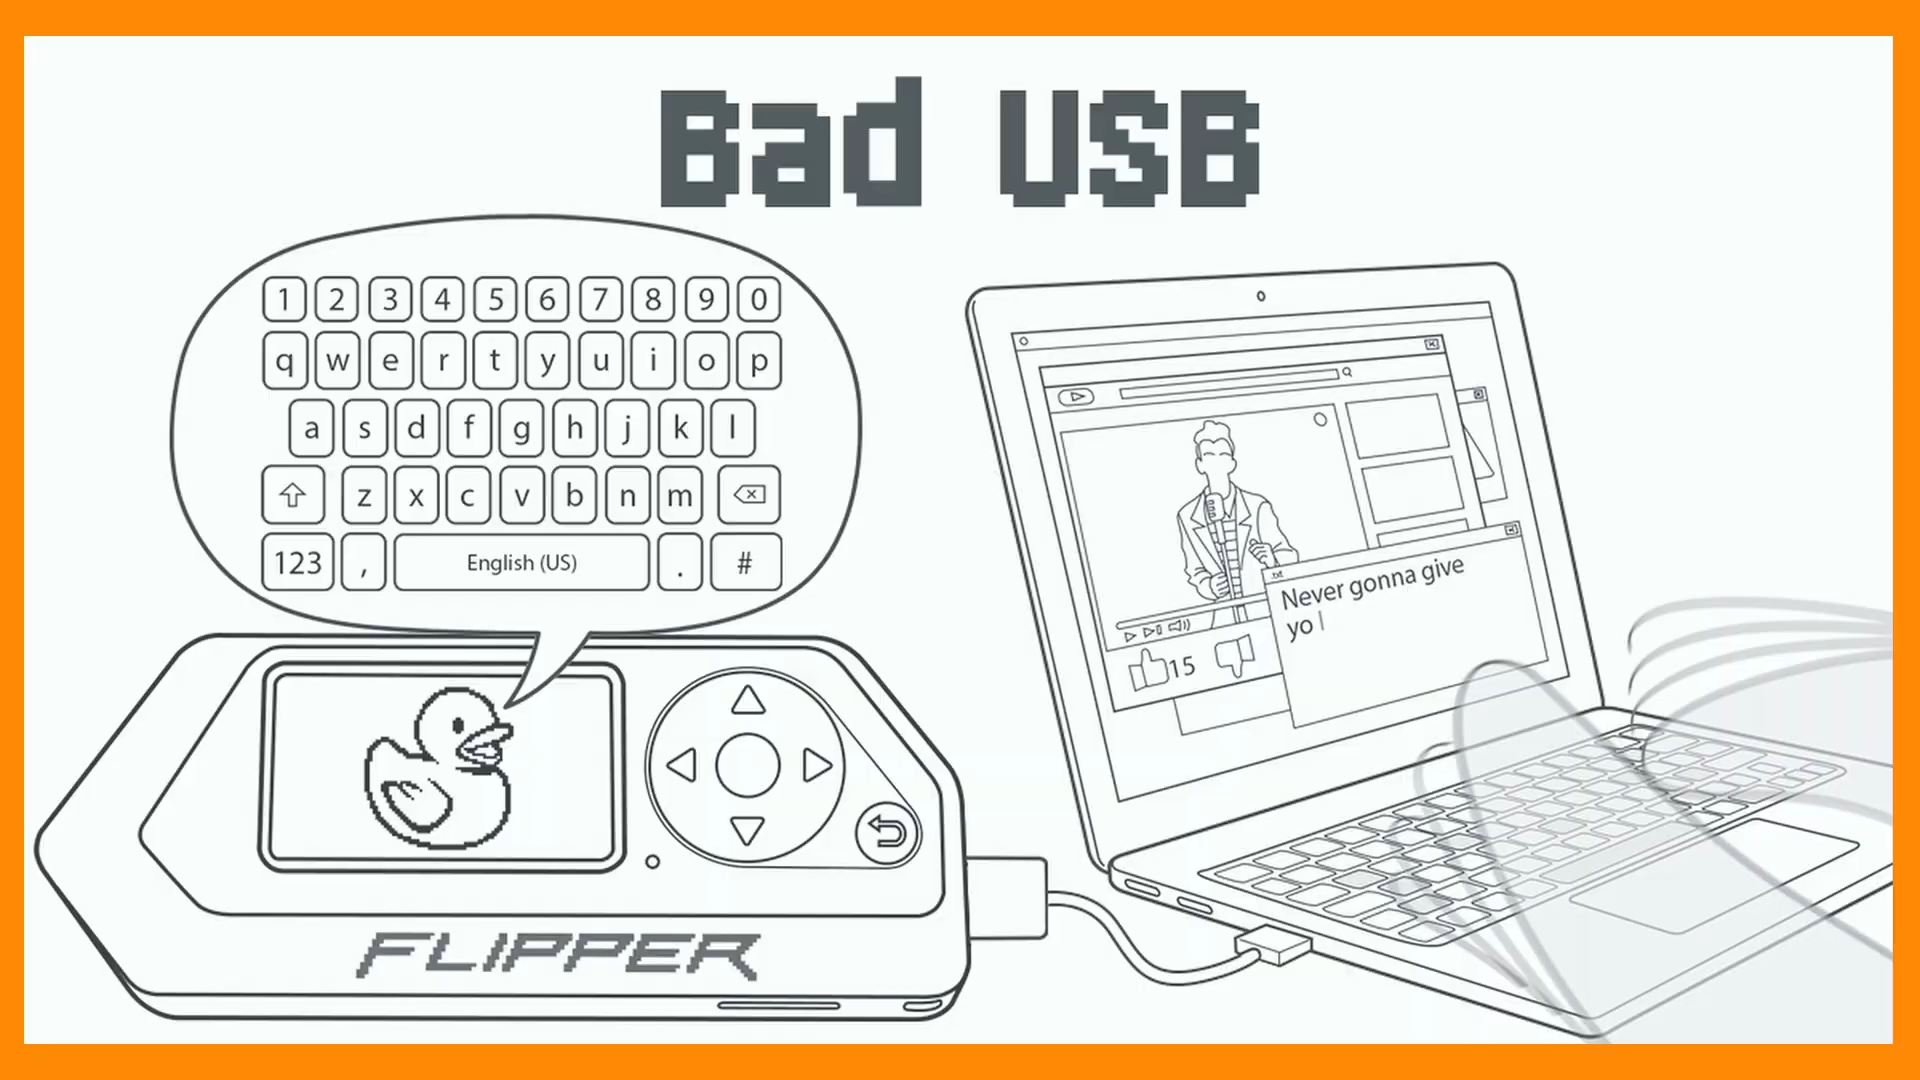 Bad USB
1 2 3 4 5 6 7 8 9 0
q w e r t y u i o p
a s d f g h j k l
z x c v b n m
123 , English (US) . #
.txt
Never gonna give
yo
15
FLIPPER